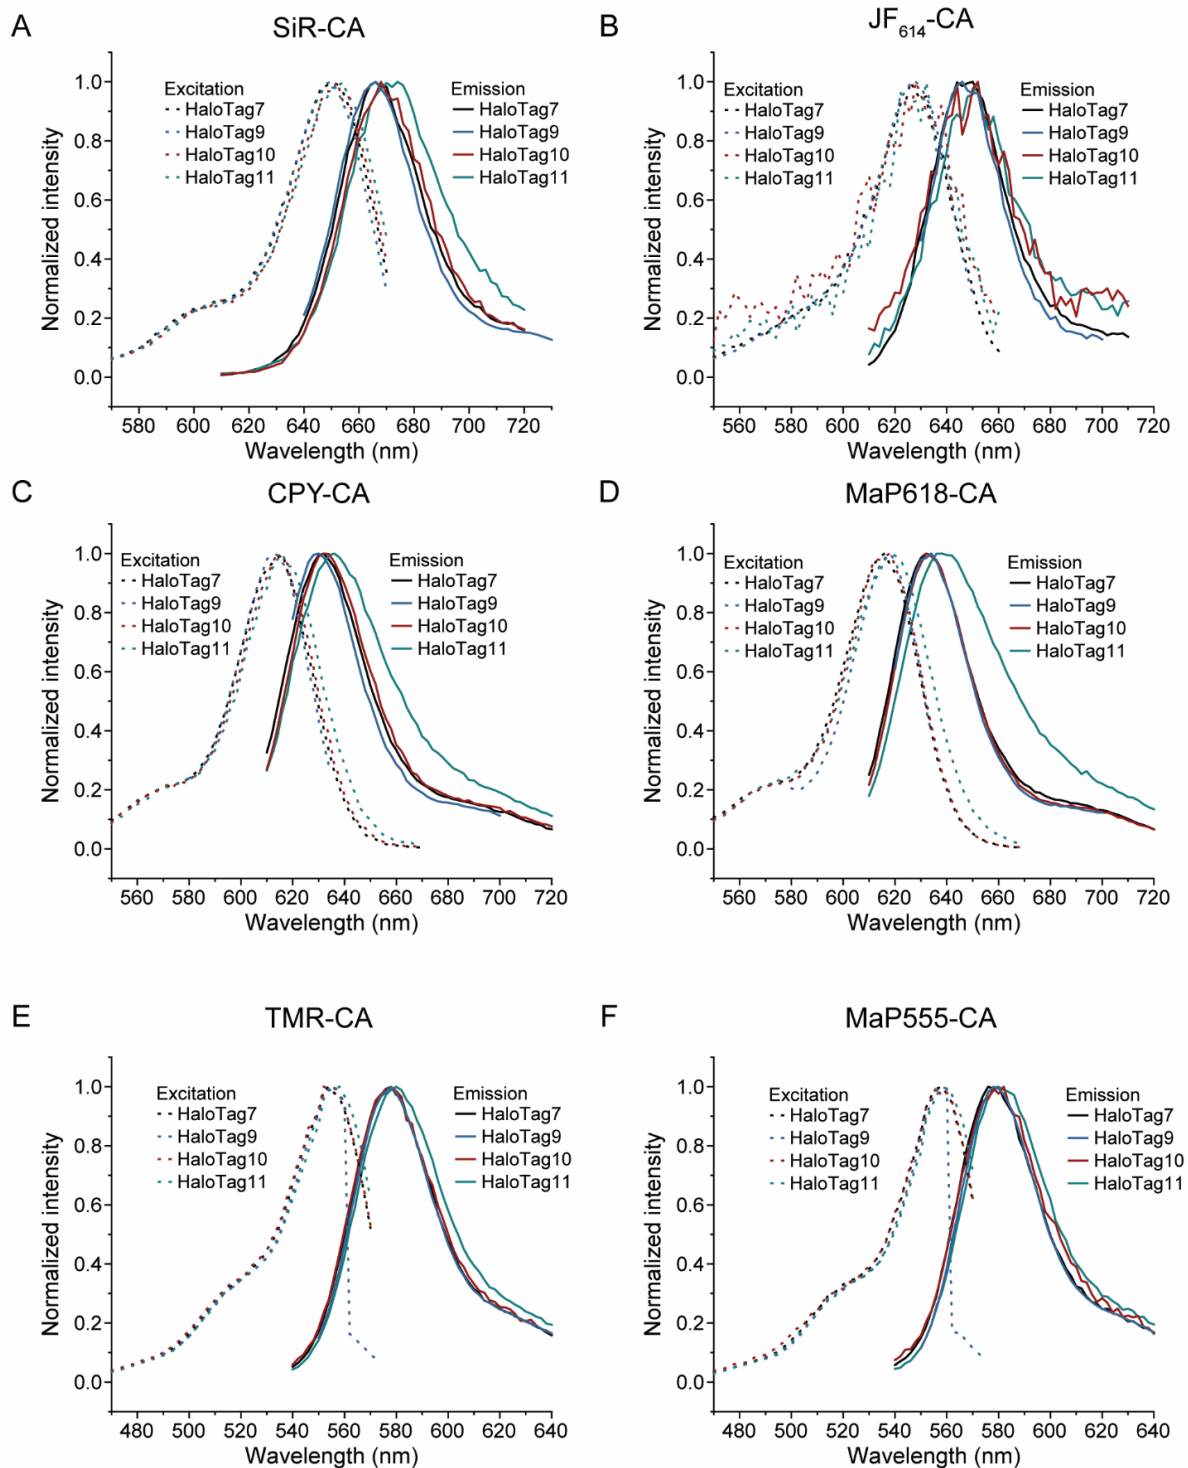 A
SiR-CA
Normalized intensity
1.0
0.8
0.6
0.4
0.2
0.0
Excitation
HaloTag7
HaloTag9
HaloTag10
HaloTag11
Emission
HaloTag7
HaloTag9
HaloTag10
HaloTag11
580 600 620 640 660 680 700 720
Wavelength (nm)
B
JF614-CA
Normalized intensity
1.0
0.8
0.6
0.4
0.2
0.0
Excitation
HaloTag7
HaloTag9
HaloTag10
HaloTag11
Emission
HaloTag7
HaloTag9
HaloTag10
HaloTag11
560 580 600 620 640 660 680 700 720
Wavelength (nm)
C
CPY-CA
Normalized intensity
1.0
0.8
0.6
0.4
0.2
0.0
Excitation
HaloTag7
HaloTag9
HaloTag10
HaloTag11
Emission
HaloTag7
HaloTag9
HaloTag10
HaloTag11
560 580 600 620 640 660 680 700 720
Wavelength (nm)
D
MaP618-CA
Normalized intensity
1.0
0.8
0.6
0.4
0.2
0.0
Excitation
HaloTag7
HaloTag9
HaloTag10
HaloTag11
Emission
HaloTag7
HaloTag9
HaloTag10
HaloTag11
560 580 600 620 640 660 680 700 720
Wavelength (nm)
E
TMR-CA
Normalized intensity
1.0
0.8
0.6
0.4
0.2
0.0
Excitation
HaloTag7
HaloTag9
HaloTag10
HaloTag11
Emission
HaloTag7
HaloTag9
HaloTag10
HaloTag11
480 500 520 540 560 580 600 620 640
Wavelength (nm)
F
MaP555-CA
Normalized intensity
1.0
0.8
0.6
0.4
0.2
0.0
Excitation
HaloTag7
HaloTag9
HaloTag10
HaloTag11
Emission
HaloTag7
HaloTag9
HaloTag10
HaloTag11
480 500 520 540 560 580 600 620 640
Wavelength (nm)